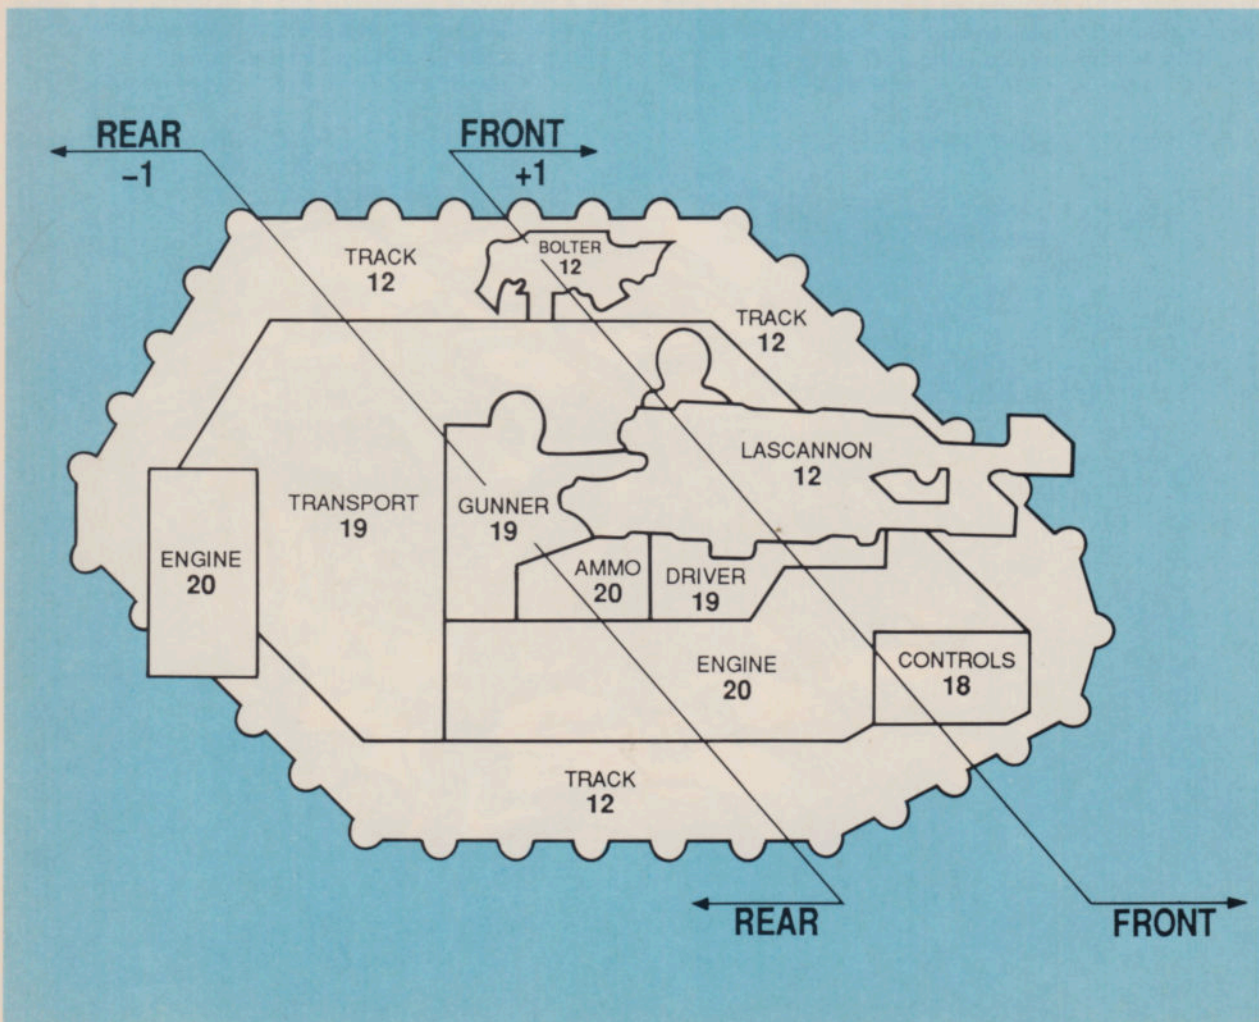 REAR
-1
FRONT
+1
TRACK
12
BOLTER
12
TRACK
12
LASCANNON
12
TRANSPORT
19
GUNNER
19
ENGINE
20
AMMO
20
DRIVER
19
ENGINE
20
CONTROLS
18
TRACK
12
REAR
FRONT